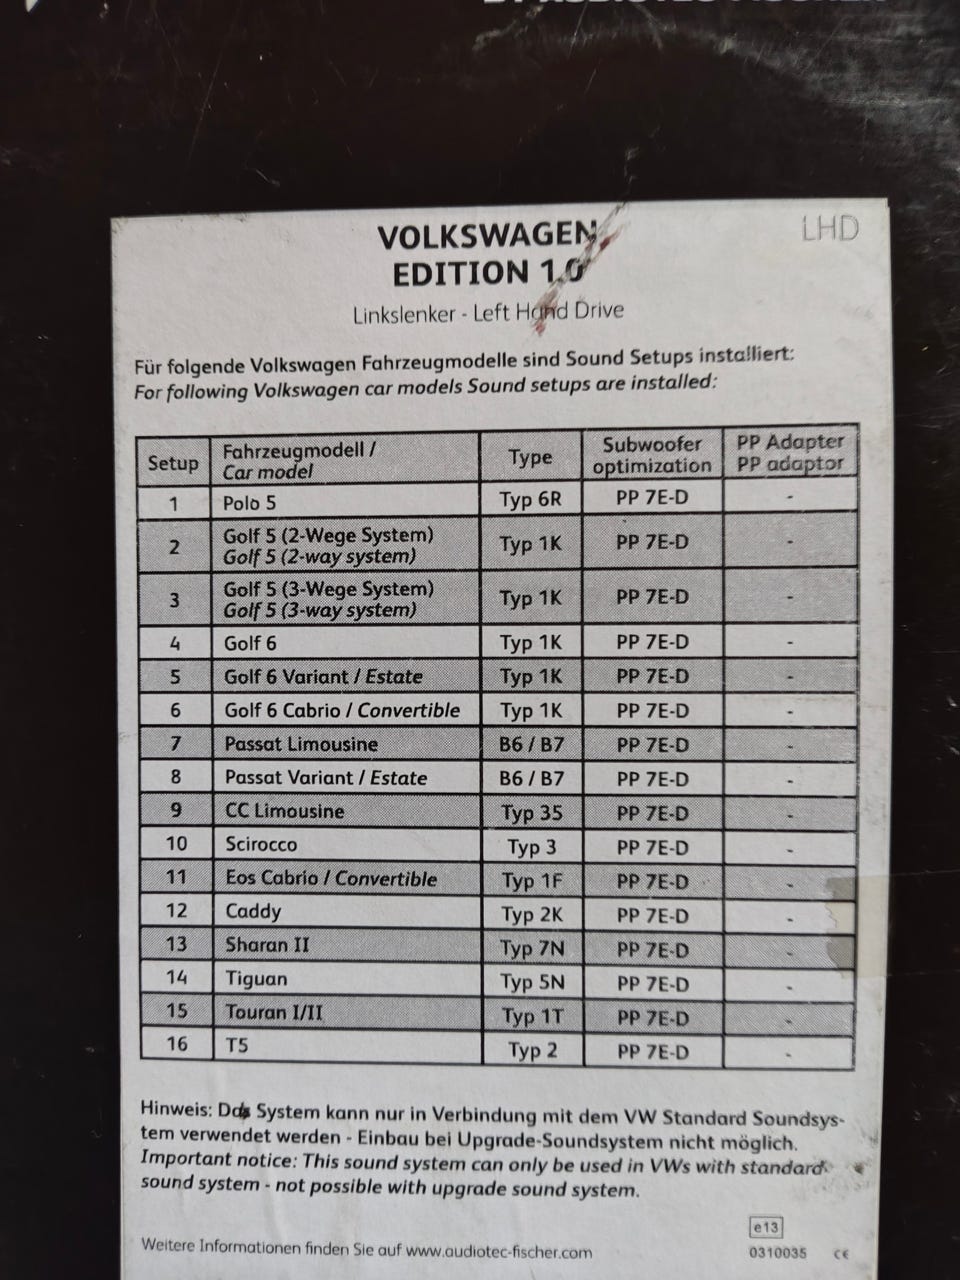 VOLKSWAGEN
LHD
EDITION 1.0
Linkslenker - Left Hand Drive
Für folgende Volkswagen Fahrzeugmodelle sind Sound Setups installiert:
For following Volkswagen car models Sound setups are installed:
Setup Fahrzeugmodell / Car model Type Subwoofer optimization PP Adapter PP adaptor
1 Polo 5 Typ 6R PP 7E-D -
2 Golf 5 (2-Wege System) Golf 5 (2-way system) Typ 1K PP 7E-D -
3 Golf 5 (3-Wege System) Golf 5 (3-way system) Typ 1K PP 7E-D -
4 Golf 6 Typ 1K PP 7E-D -
5 Golf 6 Variant / Estate Typ 1K PP 7E-D -
6 Golf 6 Cabrio / Convertible Typ 1K PP 7E-D -
7 Passat Limousine B6 / B7 PP 7E-D -
8 Passat Variant / Estate B6 / B7 PP 7E-D -
9 CC Limousine Typ 35 PP 7E-D -
10 Scirocco Typ 3 PP 7E-D -
11 Eos Cabrio / Convertible Typ 1F PP 7E-D -
12 Caddy Typ 2K PP 7E-D -
13 Sharan II Typ 7N PP 7E-D -
14 Tiguan Typ 5N PP 7E-D -
15 Touran I/II Typ 1T PP 7E-D -
16 T5 Typ 2 PP 7E-D -
Hinweis: Das System kann nur in Verbindung mit dem VW Standard Soundsys-
tem verwendet werden - Einbau bei Upgrade-Soundsystem nicht möglich.
Important notice: This sound system can only be used in VWs with standard
sound system - not possible with upgrade sound system.
e13
Weitere Informationen finden Sie auf www.audiotec-fischer.com
0310035 CE